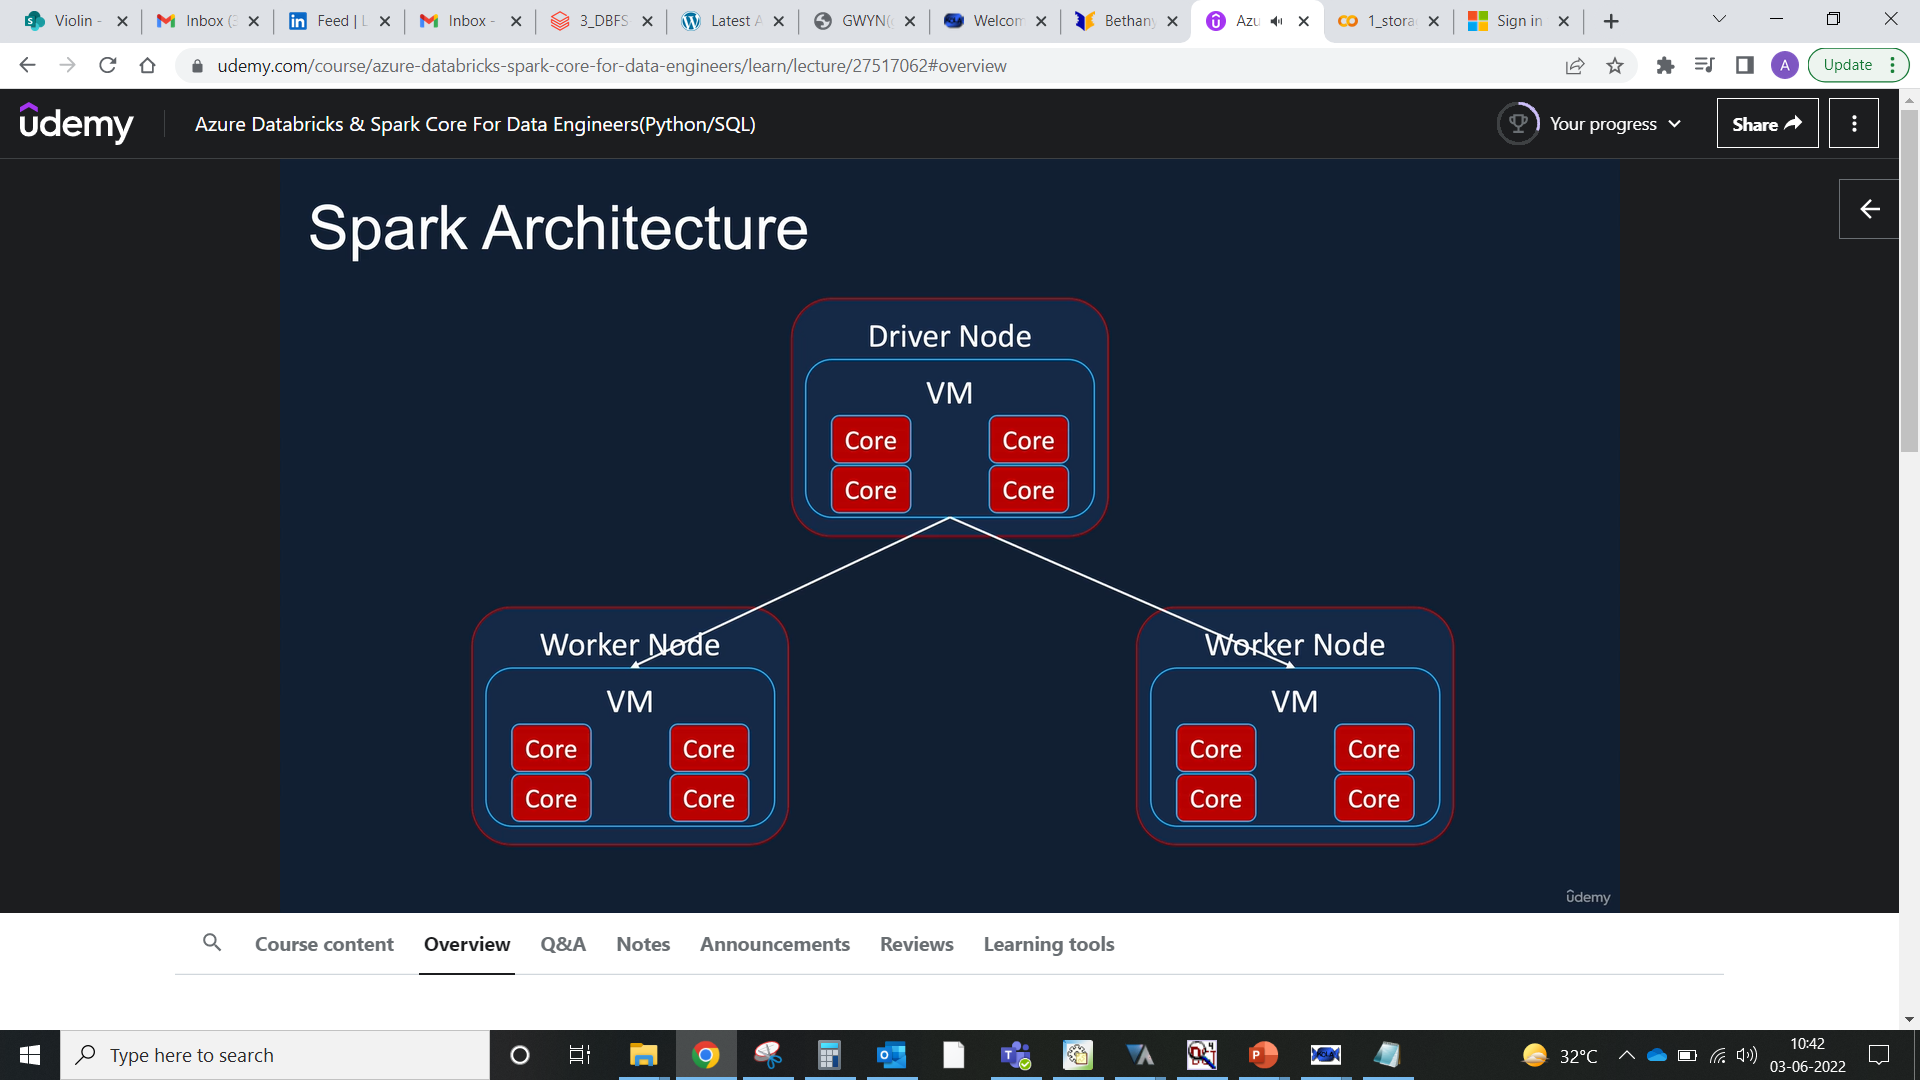 Violin -
Inbox (3
Feed | L
Inbox -
3_DBFS
Latest A
GWYN(
Welcom
Bethany
Azu
1_stora
Sign in
udemy.com/course/azure-databricks-spark-core-for-data-engineers/learn/lecture/27517062#overview
A
Update
udemy
Azure Databricks & Spark Core For Data Engineers(Python/SQL)
Your progress
Share
Spark Architecture
Driver Node
VM
Core Core
Core Core
Worker Node
VM
Core Core
Core Core
Worker Node
VM
Core Core
Core Core
udemy
Course content
Overview
Q&A
Notes
Announcements
Reviews
Learning tools
Type here to search
32°C
10:42
03-06-2022